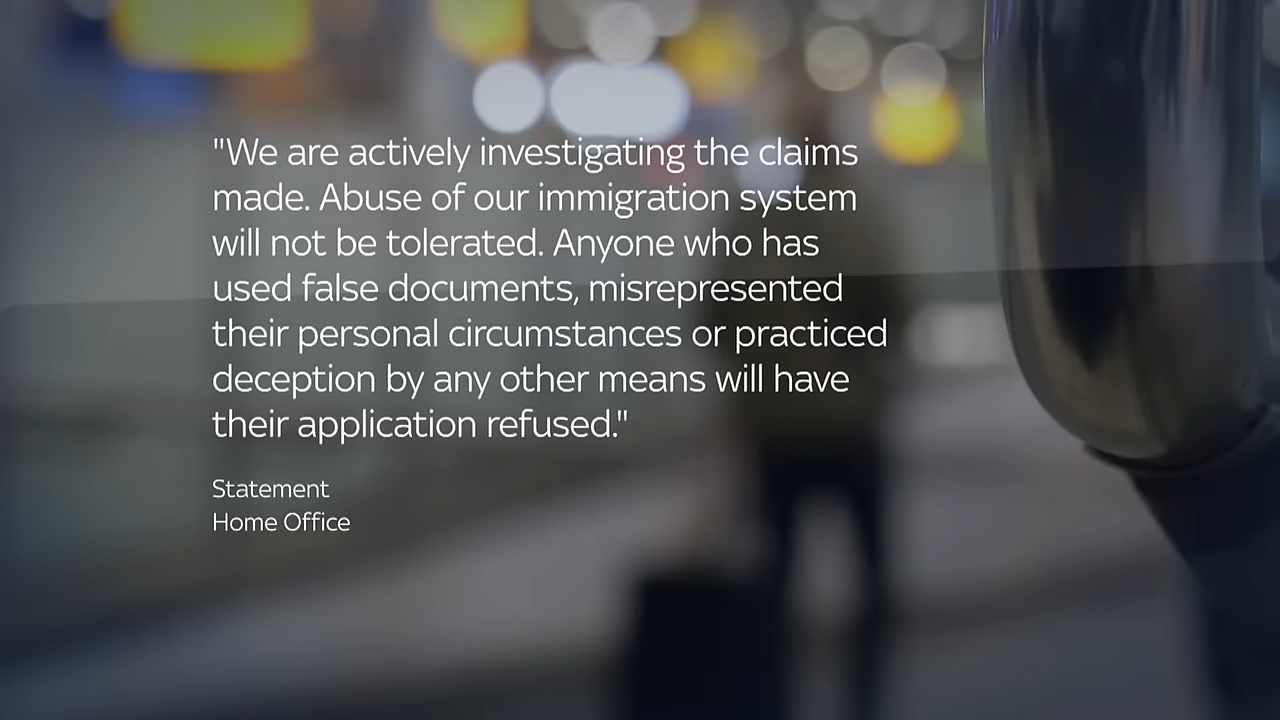 "We are actively investigating the claims
made. Abuse of our immigration system
will not be tolerated. Anyone who has
used false documents, misrepresented
their personal circumstances or practiced
deception by any other means will have
their application refused."
Statement
Home Office